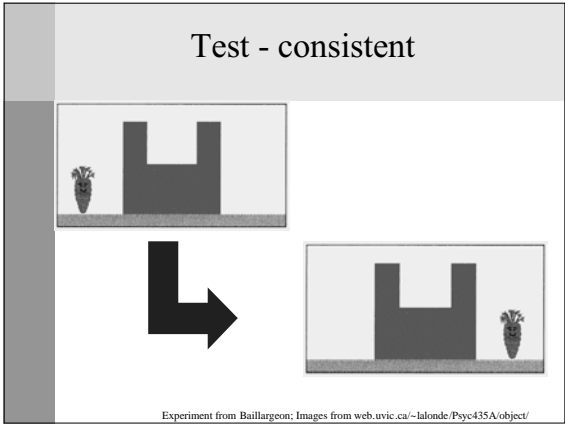 Test - consistent
Experiment from Baillargeon; Images from web.uvic.ca/~lalonde/Psyc435A/object/